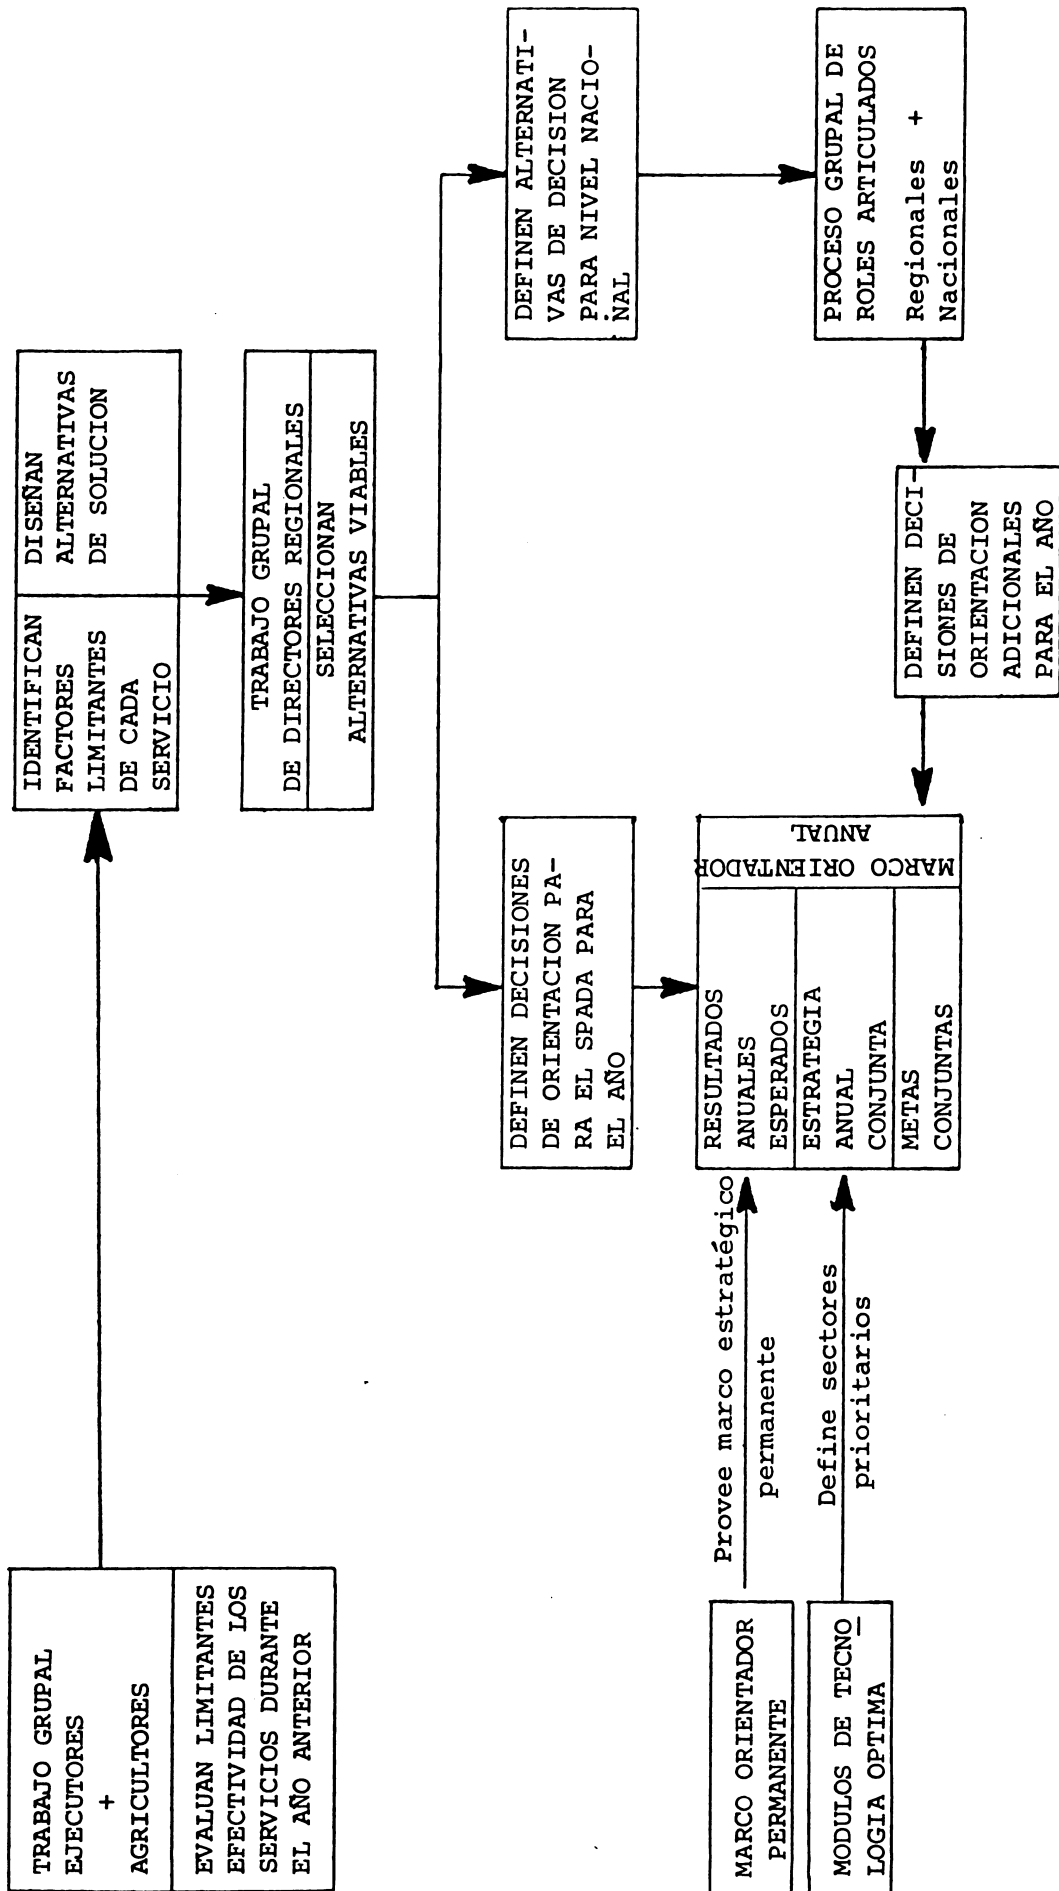 TRABAJO GRUPAL
EJECUTORES
+
AGRICULTORES
EVALUAN LIMITANTES
EFECTIVIDAD DE LOS
SERVICIOS DURANTE
EL AÑO ANTERIOR
IDENTIFICAN
FACTORES
LIMITANTES
DE CADA
SERVICIO
DISEÑAN
ALTERNATIVAS
DE SOLUCION
TRABAJO GRUPAL
DE DIRECTORES REGIONALES
SELECCIONAN
ALTERNATIVAS VIABLES
DEFINEN DECISIONES
DE ORIENTACION PA-
RA EL SPADA PARA
EL AÑO
DEFINEN ALTERNATI-
VAS DE DECISION
PARA NIVEL NACIO-
NAL
MARCO ORIENTADOR
PERMANENTE
Provee marco estratégico
permanente
MODULOS DE TECNO
LOGIA OPTIMA
Define sectores
prioritarios
RESULTADOS
ANUALES
ESPERADOS
ESTRATEGIA
ANUAL
CONJUNTA
METAS
CONJUNTAS
MARCO ORIENTADOR
ANUAL
DEFINEN DECI-
SIONES DE
ORIENTACION
ADICIONALES
PARA EL AÑO
PROCESO GRUPAL DE
ROLES ARTICULADOS
Regionales +
Nacionales